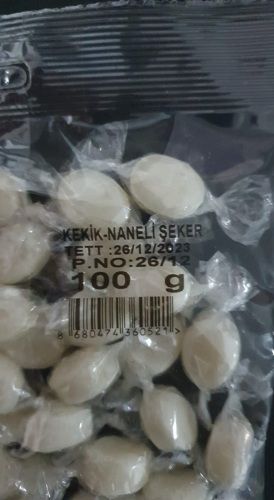 KEKİK-NANELİ ŞEKER
TETT :26/12/2023
P.NO:26/12
100 g
8 680474 360521 >